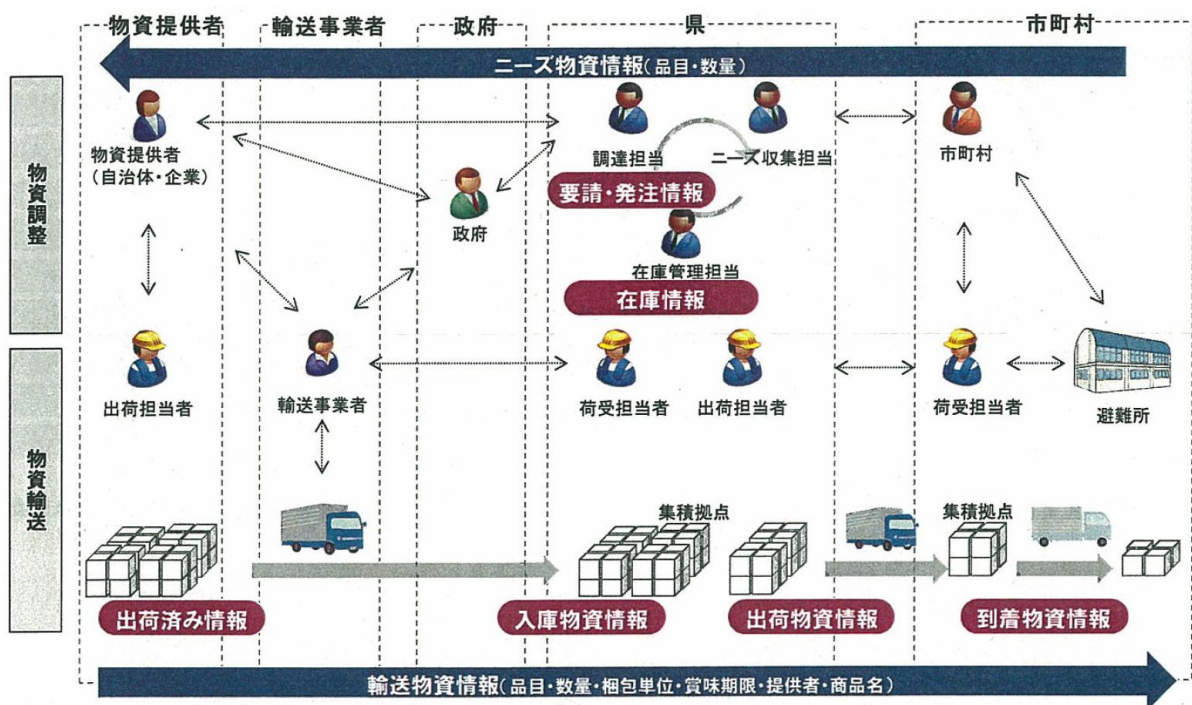 物資提供者
輸送事業者
政府
県
市町村
ニーズ物資情報(品目・数量)
物資調整
物資提供者
(自治体・企業)
政府
調達担当
ニーズ収集担当
要請・発注情報
在庫管理担当
在庫情報
市町村
物資輸送
出荷担当者
輸送事業者
荷受担当者
出荷担当者
荷受担当者
避難所
集積拠点
集積拠点
出荷済み情報
入庫物資情報
出荷物資情報
到着物資情報
輸送物資情報(品目・数量・梱包単位・賞味期限・提供者・商品名)